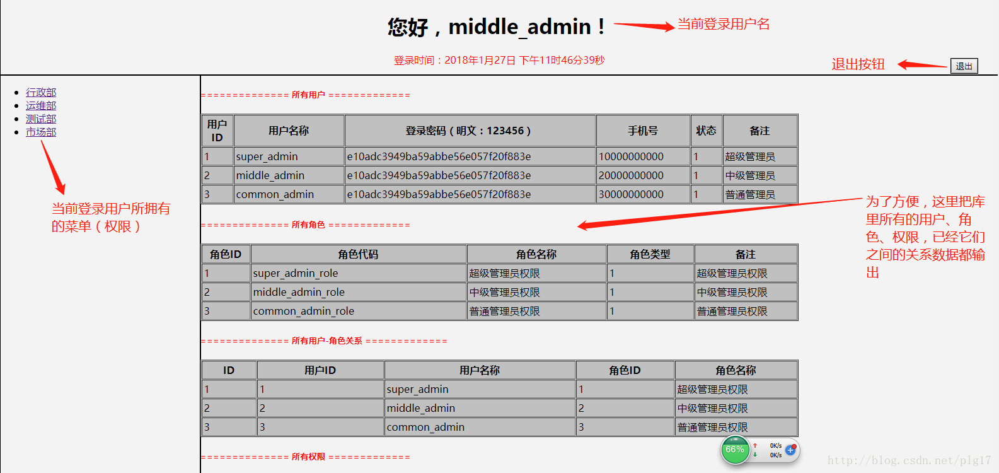 您好，middle_admin！
当前登录用户名
登录时间：2018年1月27日 下午11时46分39秒
退出按钮
退出
行政部
运维部
测试部
市场部
当前登录用户所拥有
的菜单（权限）
============== 所有用户 =============
用户ID 用户名称 登录密码（明文：123456） 手机号 状态 备注
1 super_admin e10adc3949ba59abbe56e057f20f883e 10000000000 1 超级管理员
2 middle_admin e10adc3949ba59abbe56e057f20f883e 20000000000 1 中级管理员
3 common_admin e10adc3949ba59abbe56e057f20f883e 30000000000 1 普通管理员
为了方便，这里把库
里所有的用户、角
色、权限，已经它们
之间的关系数据都输
出
============== 所有角色 =============
角色ID 角色代码 角色名称 角色类型 备注
1 super_admin_role 超级管理员权限 1 超级管理员权限
2 middle_admin_role 中级管理员权限 1 中级管理员权限
3 common_admin_role 普通管理员权限 1 普通管理员权限
============== 所有用户-角色关系 =============
ID 用户ID 用户名称 角色ID 角色名称
1 1 super_admin 1 超级管理员权限
2 2 middle_admin 2 中级管理员权限
3 3 common_admin 3 普通管理员权限
============== 所有权限 =============
66%
0K/s
0K/s
http://blog.csdn.net/plg17